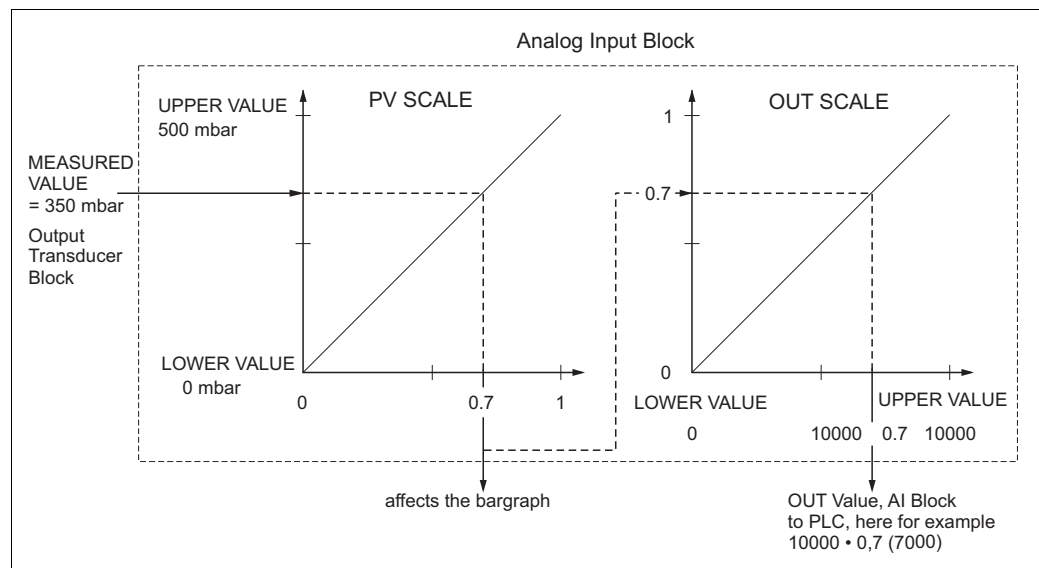 Analog Input Block
PV SCALE
UPPER VALUE
500 mbar
MEASURED
VALUE
= 350 mbar
Output
Transducer
Block
LOWER VALUE
0 mbar
0
0.7
1
affects the bargraph
OUT SCALE
1
0.7
0
LOWER VALUE
UPPER VALUE
0
10000
0.7
10000
OUT Value, AI Block
to PLC, here for example
10000 • 0,7 (7000)